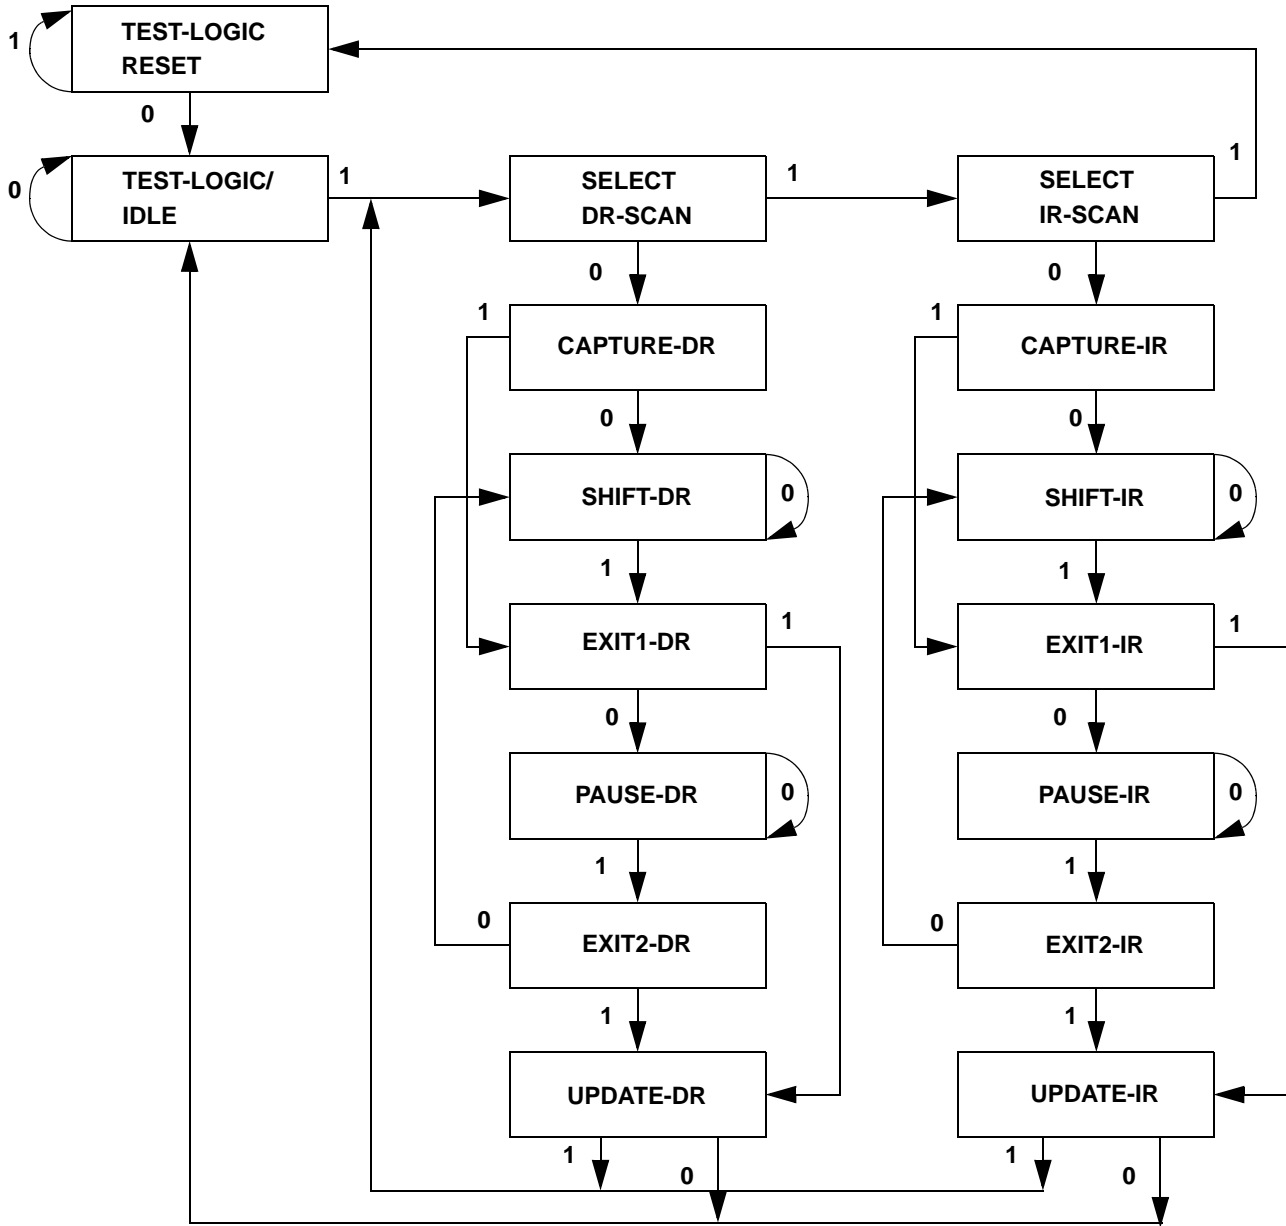 1
TEST-LOGIC
RESET
0
0
TEST-LOGIC/
IDLE
1
SELECT
DR-SCAN
1
SELECT
IR-SCAN
1
0
0
1
CAPTURE-DR
1
CAPTURE-IR
0
0
SHIFT-DR
0
SHIFT-IR
0
1
1
EXIT1-DR
1
EXIT1-IR
1
0
0
PAUSE-DR
0
PAUSE-IR
0
1
1
0
EXIT2-DR
0
EXIT2-IR
1
1
UPDATE-DR
UPDATE-IR
1
0
1
0